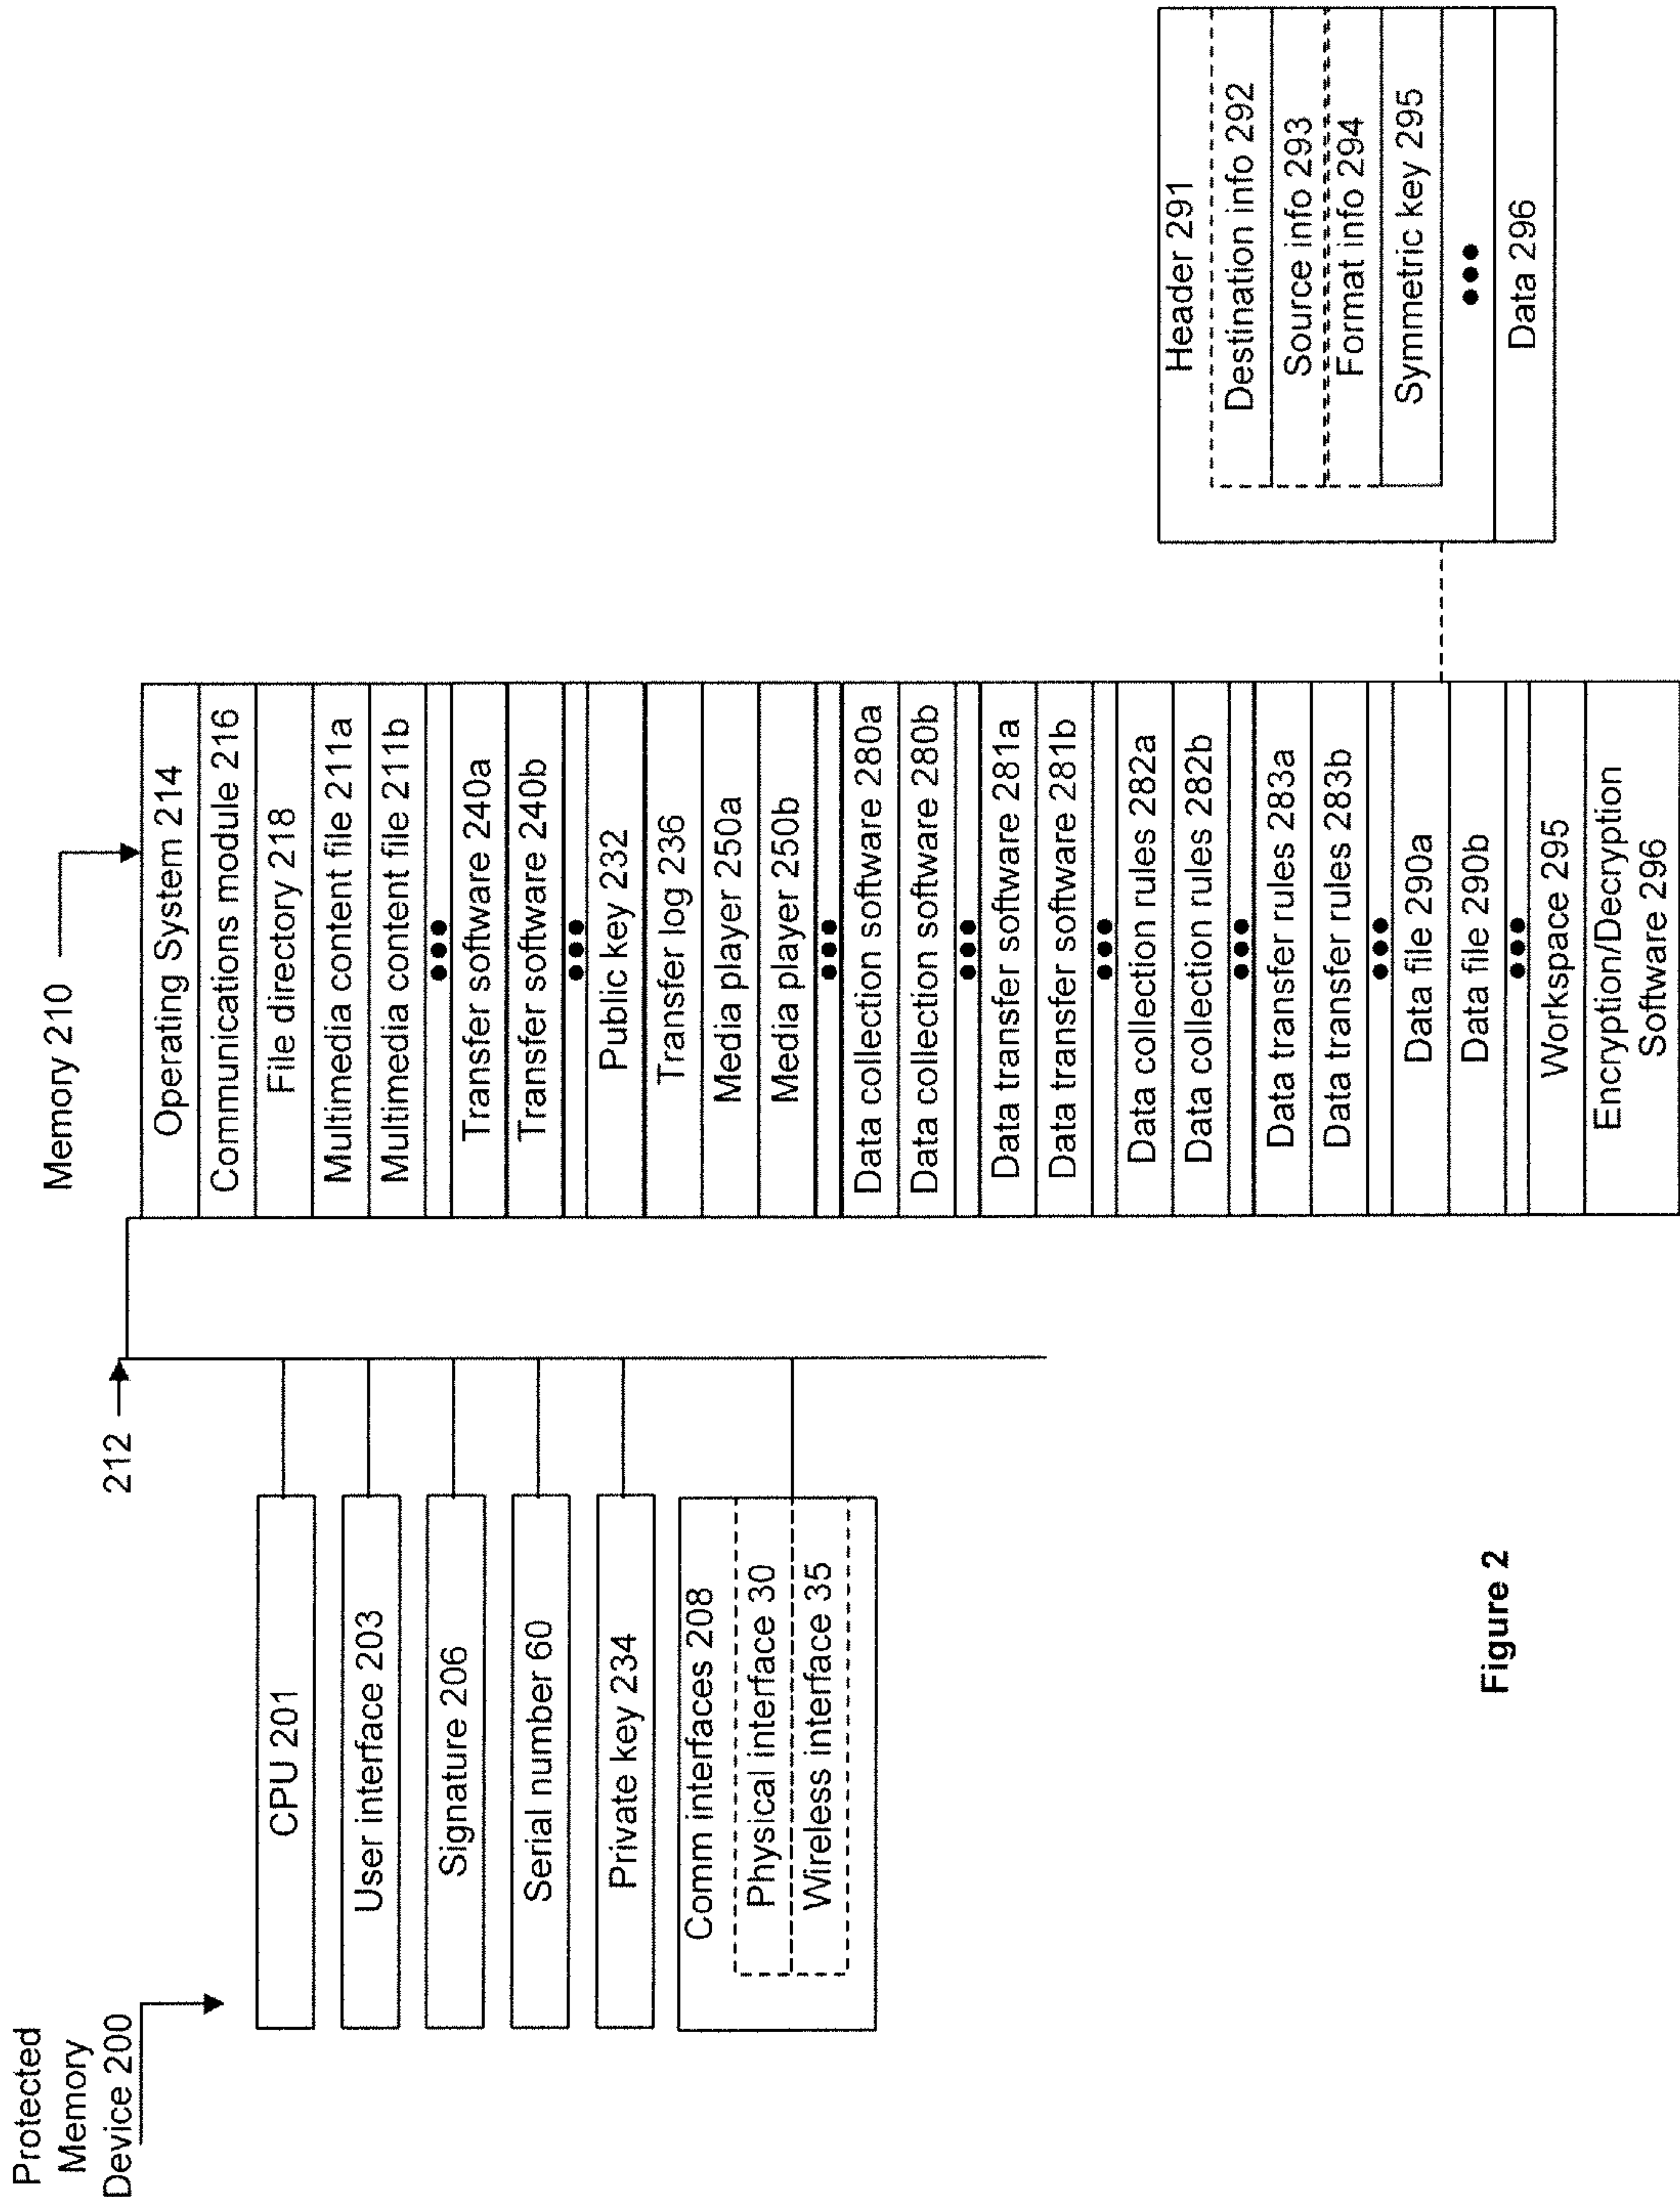 Protected
Memory
Device 200
CPU 201
User interface 203
Signature 206
Serial number 60
Private key 234
Comm interfaces 208
Physical interface 30
Wireless interface 35
212
Memory 210
Operating System 214
Communications module 216
File directory 218
Multimedia content file 211a
Multimedia content file 211b
•••
Transfer software 240a
Transfer software 240b
•••
Public key 232
Transfer log 236
Media player 250a
Media player 250b
•••
Data collection software 280a
Data collection software 280b
•••
Data transfer software 281a
Data transfer software 281b
•••
Data collection rules 282a
Data collection rules 282b
•••
Data transfer rules 283a
Data transfer rules 283b
•••
Data file 290a
Data file 290b
•••
Workspace 295
Encryption/Decryption
Software 296
Header 291
Destination info 292
Source info 293
Format info 294
Symmetric key 295
•••
Data 296
Figure 2